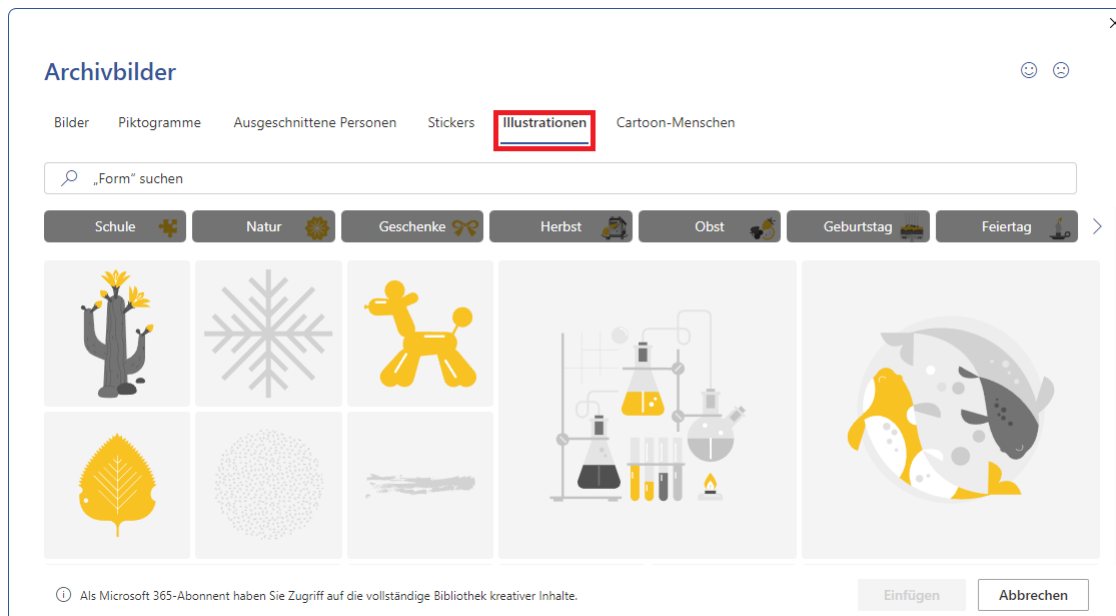 Archivbilder
Bilder Piktogramme Ausgeschnittene Personen Stickers Illustrationen Cartoon-Menschen
„Form" suchen
Schule Natur Geschenke Herbst Obst Geburtstag Feiertag
Als Microsoft 365-Abonnent haben Sie Zugriff auf die vollständige Bibliothek kreativer Inhalte.
Einfügen Abbrechen